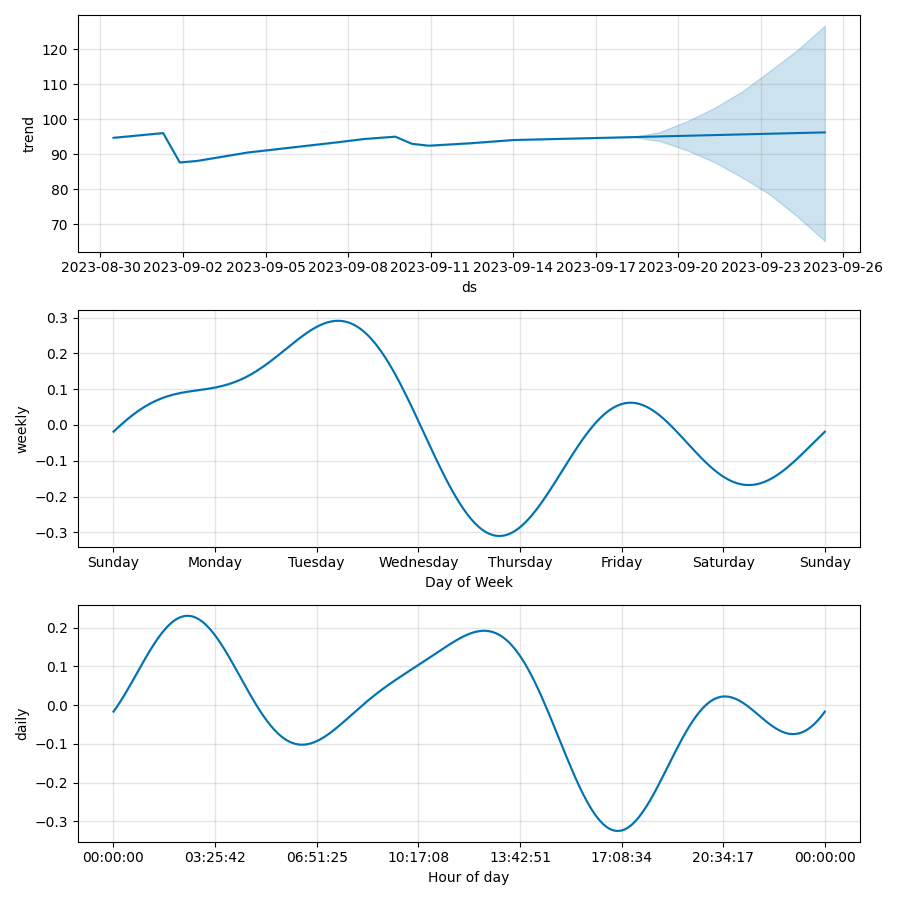 120
110
100
90
80
70
trend
2023-08-30 2023-09-02 2023-09-05 2023-09-08 2023-09-11 2023-09-14 2023-09-17 2023-09-20 2023-09-23 2023-09-26
ds
0.3
0.2
0.1
0.0
−0.1
−0.2
−0.3
weekly
Sunday Monday Tuesday Wednesday Thursday Friday Saturday Sunday
Day of Week
0.2
0.1
0.0
−0.1
−0.2
−0.3
daily
00:00:00 03:25:42 06:51:25 10:17:08 13:42:51 17:08:34 20:34:17 00:00:00
Hour of day